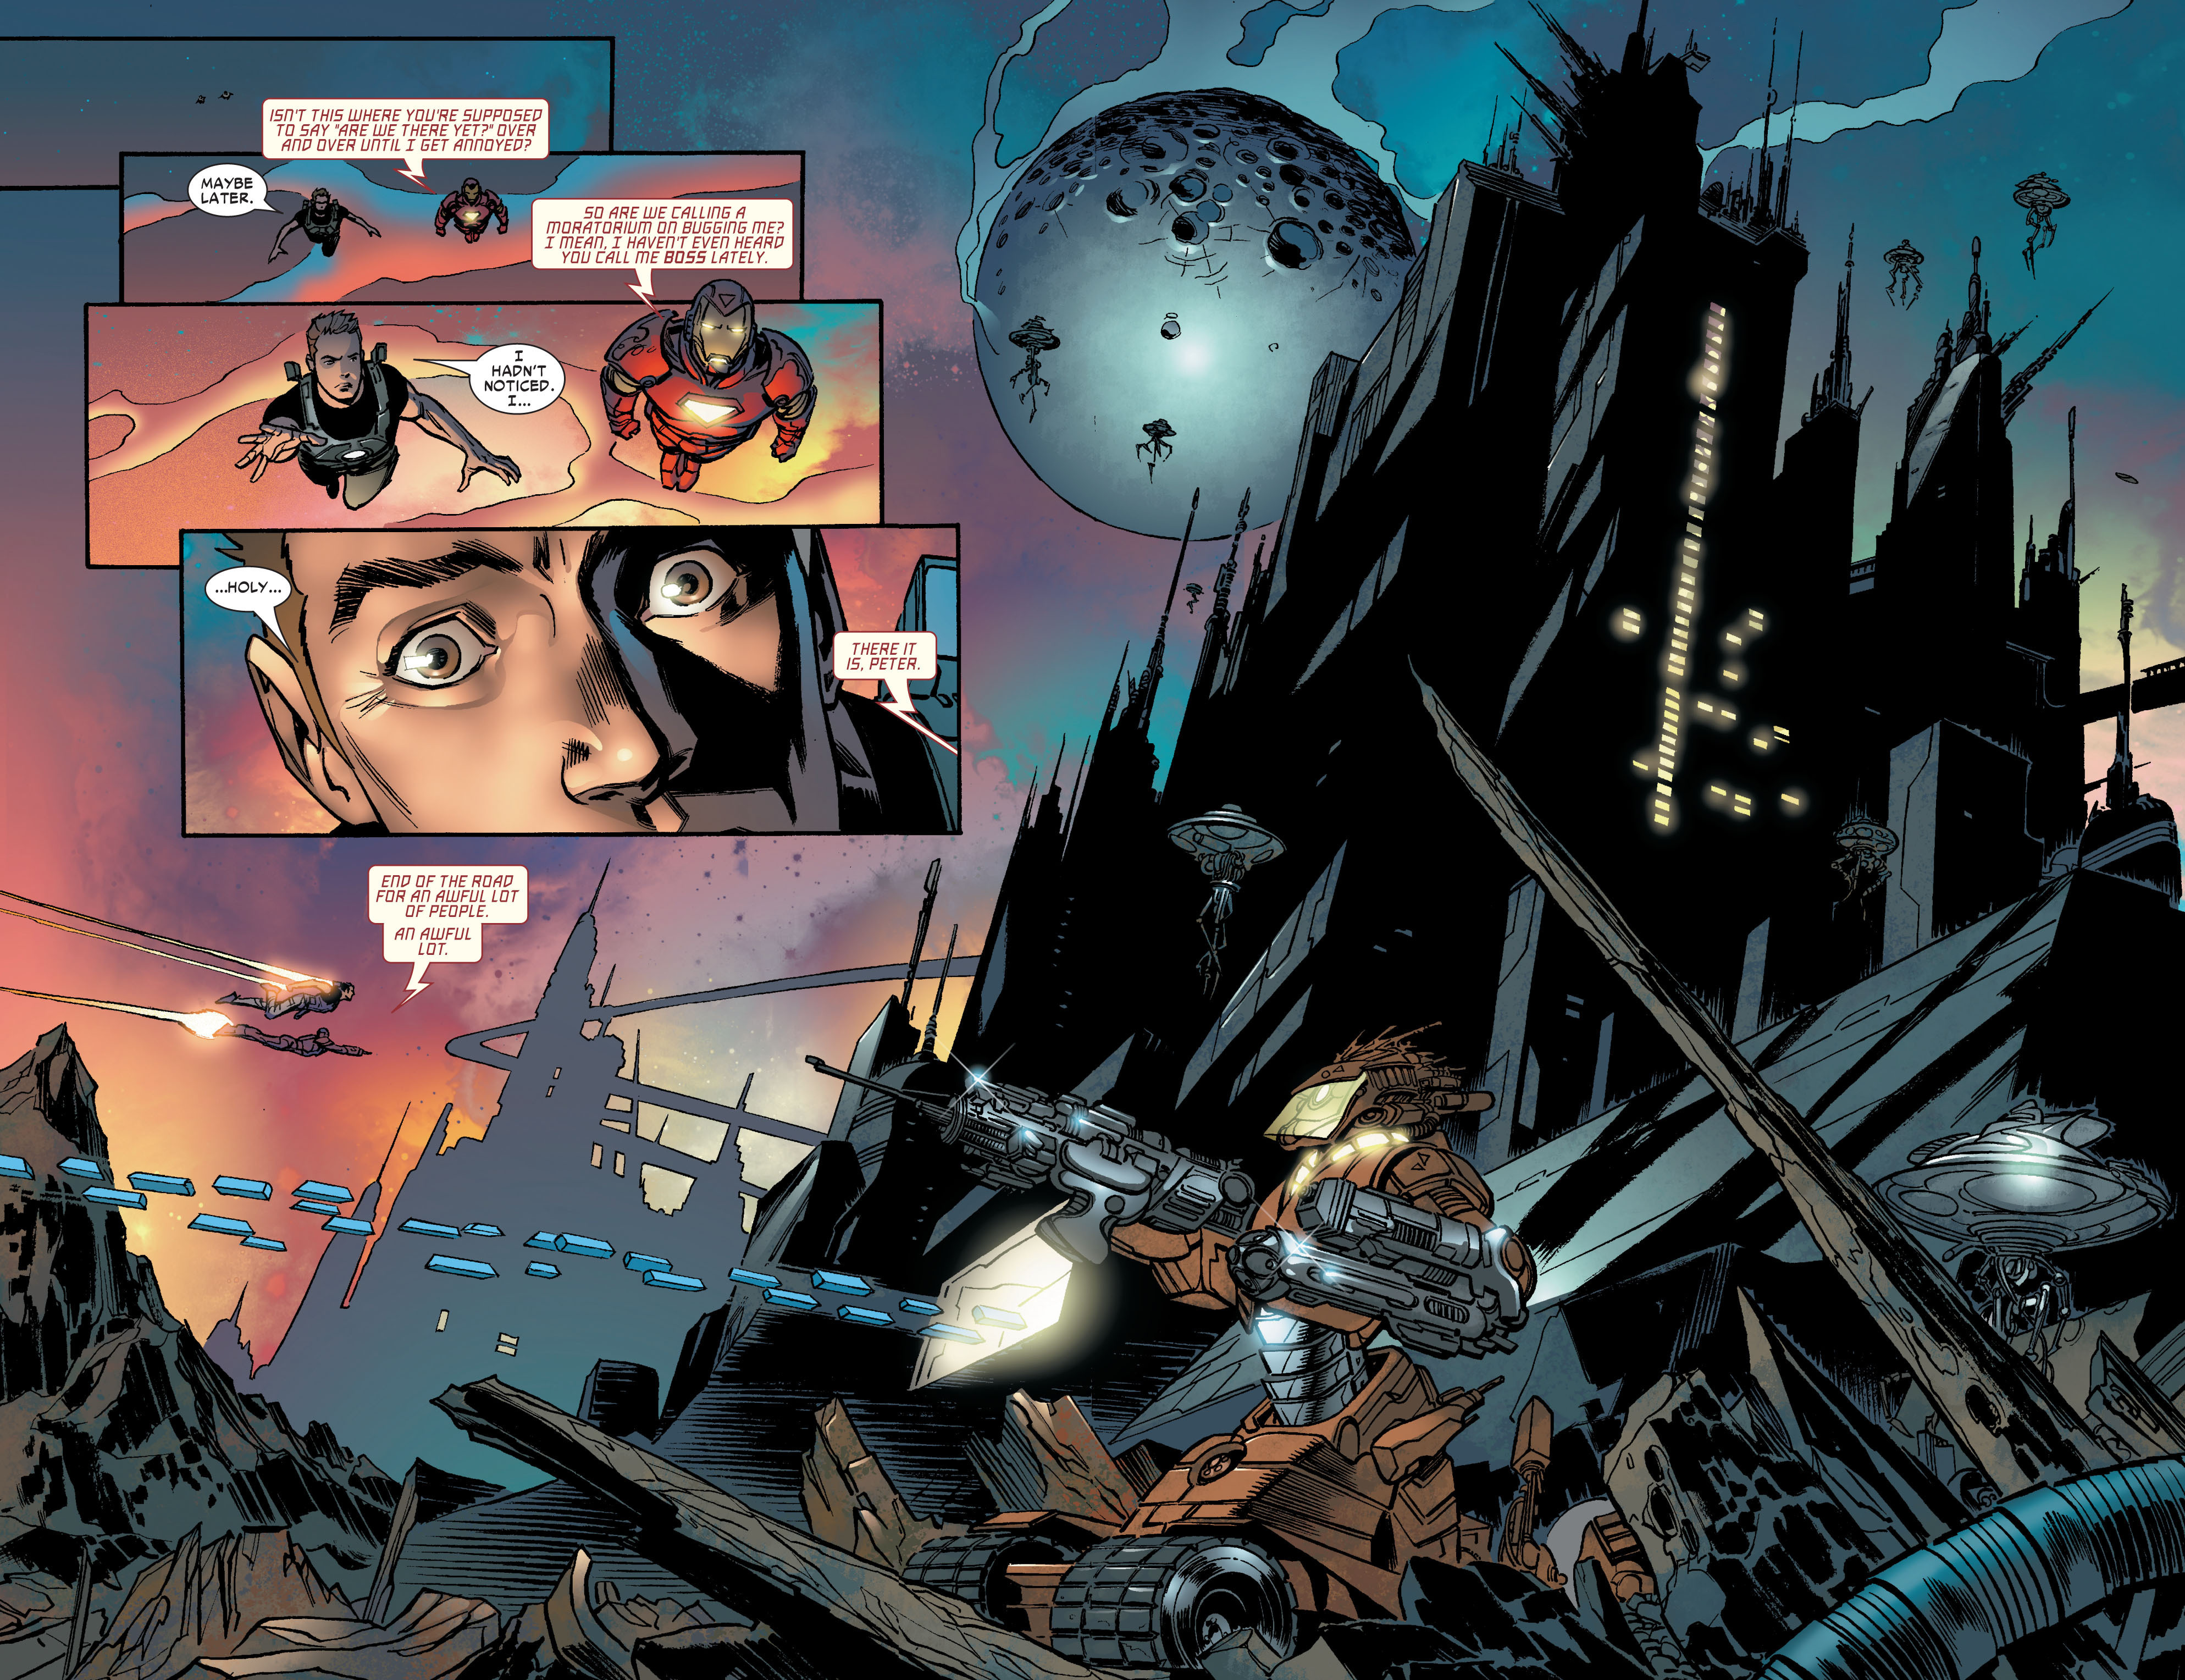 ISN'T THIS WHERE YOU'RE SUPPOSED
TO SAY "ARE WE THERE YET?" OVER
AND OVER UNTIL I GET ANNOYED?
MAYBE
LATER.
SO ARE WE CALLING A
MORATORIUM ON BUGGING ME?
I MEAN, I HAVEN'T EVEN HEARD
YOU CALL ME BOSS LATELY.
I
HADN'T
NOTICED.
I...
...HOLY...
THERE IT
IS, PETER.
END OF THE ROAD
FOR AN AWFUL LOT
OF PEOPLE.
AN AWFUL
LOT.